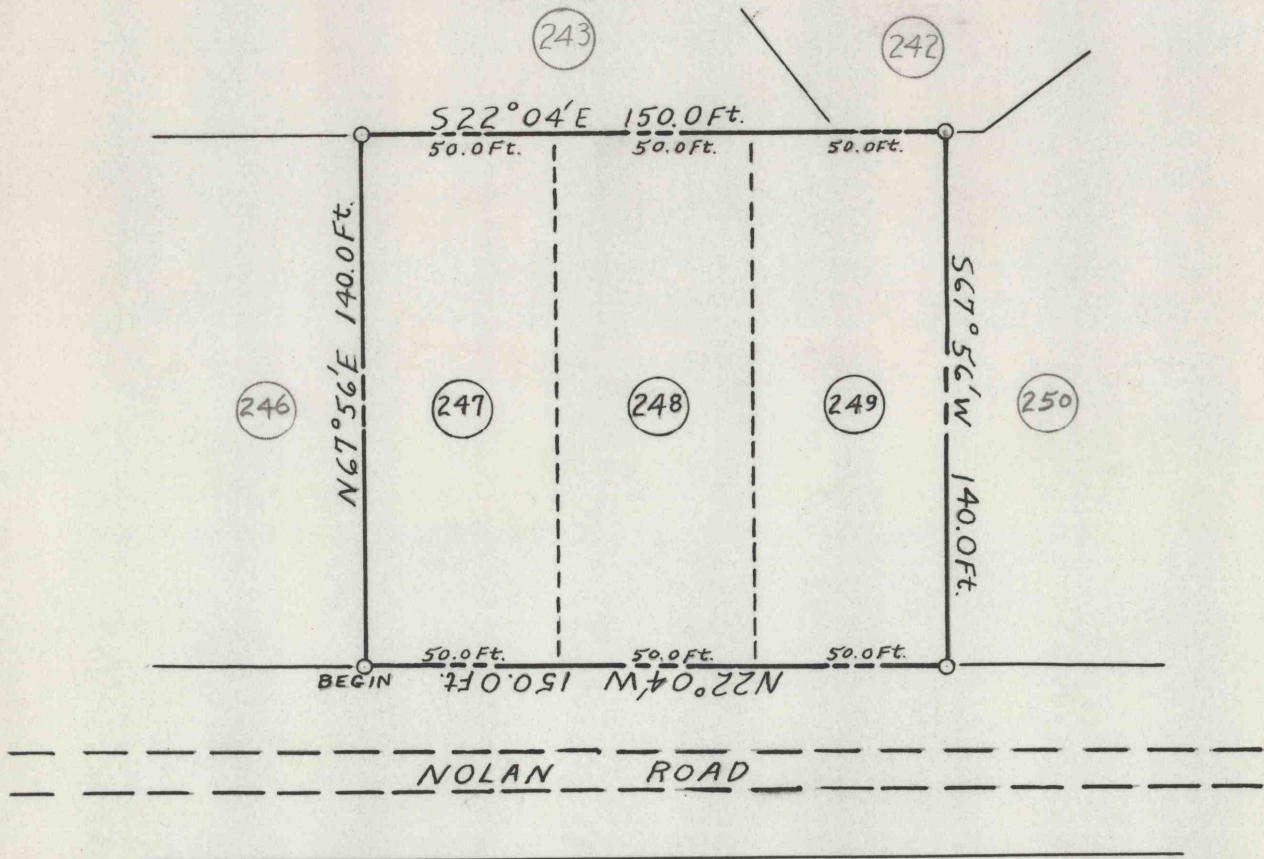 243
242
S22°04'E 150.0Ft.
50.0Ft. 50.0Ft. 50.0Ft.
N67°56'E 140.0Ft.
S67°56'W 140.0Ft.
246 247 248 249 250
50.0Ft. 50.0Ft. 50.0Ft.
BEGIN
N22°04'W 150.0Ft.
NOLAN ROAD